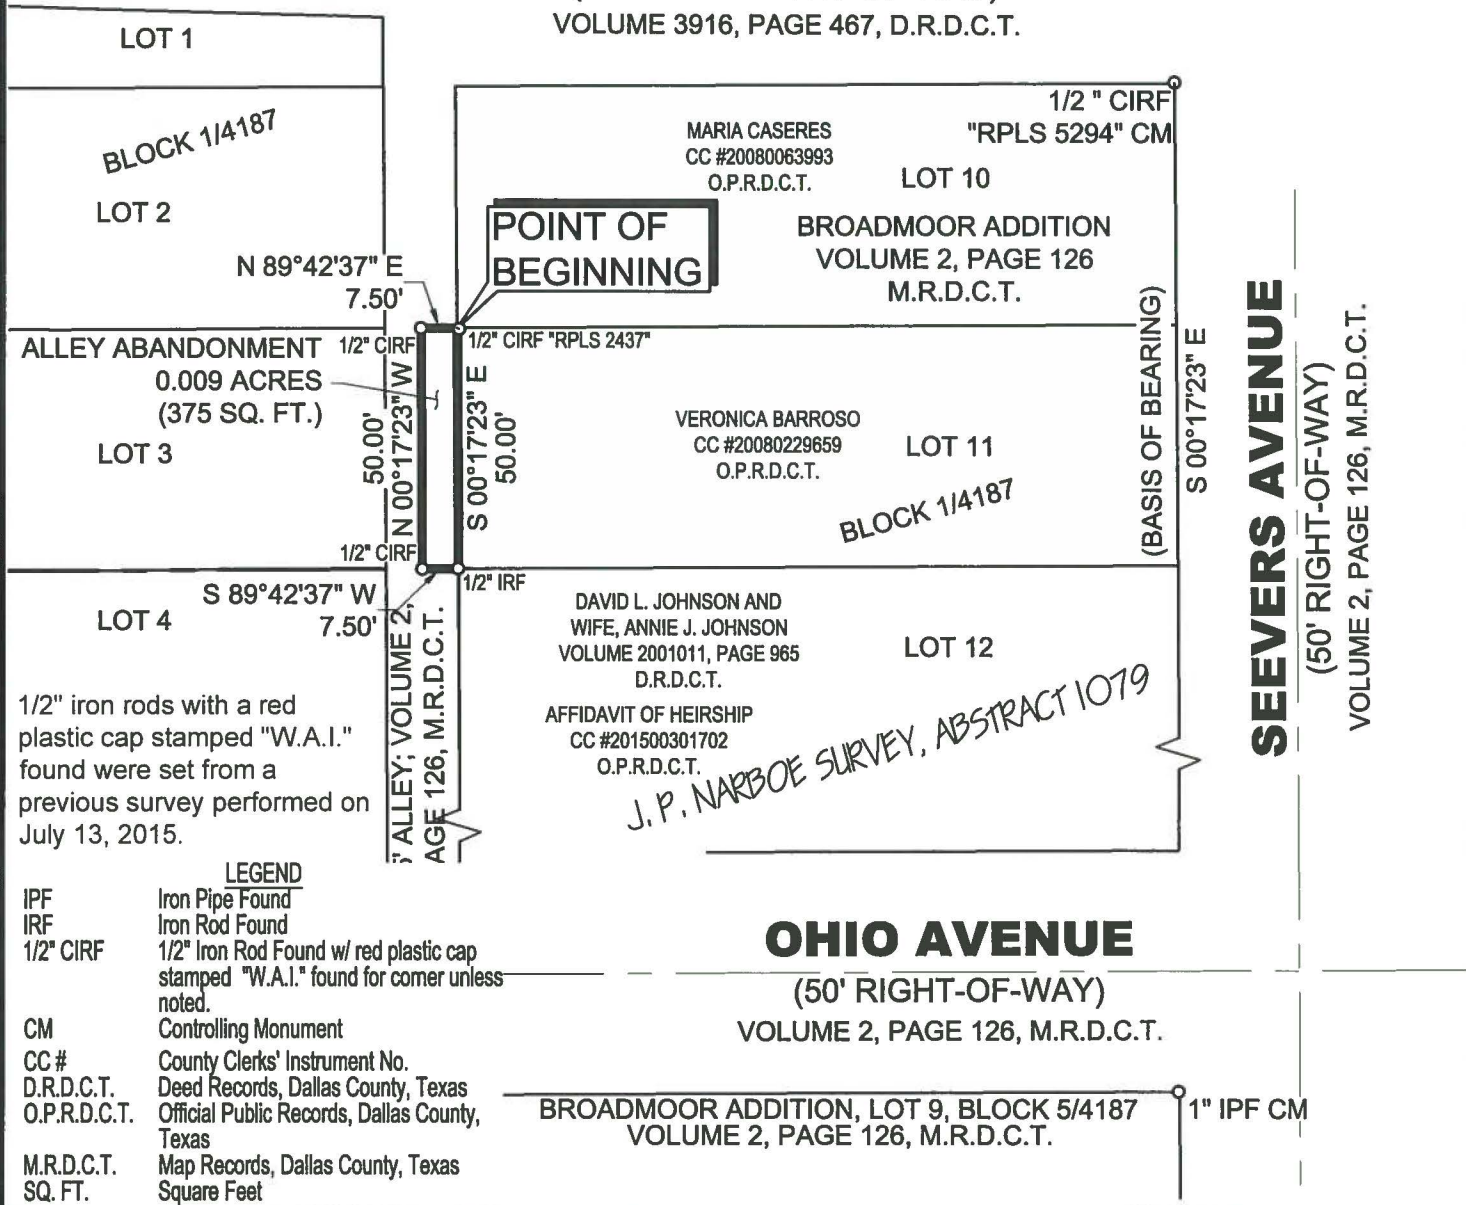 VOLUME 3916, PAGE 467, D.R.D.C.T.
LOT 1
BLOCK 1/4187
LOT 2
1/2 " CIRF
"RPLS 5294" CM
MARIA CASERES
CC #20080063993
O.P.R.D.C.T.
LOT 10
BROADMOOR ADDITION
VOLUME 2, PAGE 126
M.R.D.C.T.
POINT OF
BEGINNING
N 89°42'37" E
7.50'
1/2" CIRF
1/2" CIRF "RPLS 2437"
ALLEY ABANDONMENT
0.009 ACRES
(375 SQ. FT.)
LOT 3
N 00°17'23" W
50.00'
S 00°17'23" E
50.00'
VERONICA BARROSO
CC #20080229659
O.P.R.D.C.T.
LOT 11
BLOCK 1/4187
(BASIS OF BEARING)
S 00°17'23" E
SEEVERS AVENUE
(50' RIGHT-OF-WAY)
VOLUME 2, PAGE 126, M.R.D.C.T.
1/2" CIRF
1/2" IRF
S 89°42'37" W
7.50'
LOT 4
DAVID L. JOHNSON AND
WIFE, ANNIE J. JOHNSON
VOLUME 2001011, PAGE 965
D.R.D.C.T.
AFFIDAVIT OF HEIRSHIP
CC #201500301702
O.P.R.D.C.T.
LOT 12
J. P. NARBOE SURVEY, ABSTRACT 1079
' ALLEY; VOLUME 2,
AGE 126, M.R.D.C.T.
1/2" iron rods with a red
plastic cap stamped "W.A.I."
found were set from a
previous survey performed on
July 13, 2015.
LEGEND
IPF Iron Pipe Found
IRF Iron Rod Found
1/2" CIRF 1/2" Iron Rod Found w/ red plastic cap
stamped "W.A.I." found for corner unless
noted.
CM Controlling Monument
CC # County Clerks' Instrument No.
D.R.D.C.T. Deed Records, Dallas County, Texas
O.P.R.D.C.T. Official Public Records, Dallas County,
Texas
M.R.D.C.T. Map Records, Dallas County, Texas
SQ. FT. Square Feet
OHIO AVENUE
(50' RIGHT-OF-WAY)
VOLUME 2, PAGE 126, M.R.D.C.T.
BROADMOOR ADDITION, LOT 9, BLOCK 5/4187
VOLUME 2, PAGE 126, M.R.D.C.T.
1" IPF CM